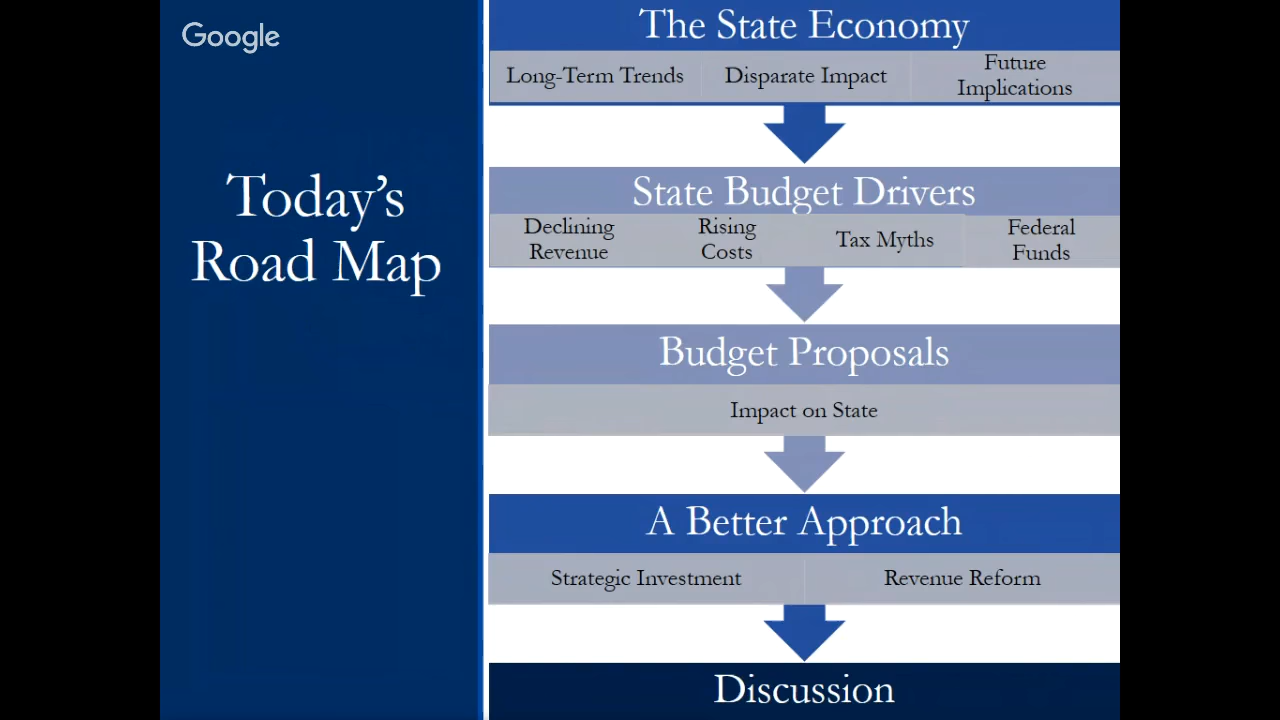 Google
Today's
Road Map
The State Economy
Long-Term Trends
Disparate Impact
Future
Implications
State Budget Drivers
Declining
Revenue
Rising
Costs
Tax Myths
Federal
Funds
Budget Proposals
Impact on State
A Better Approach
Strategic Investment
Revenue Reform
Discussion